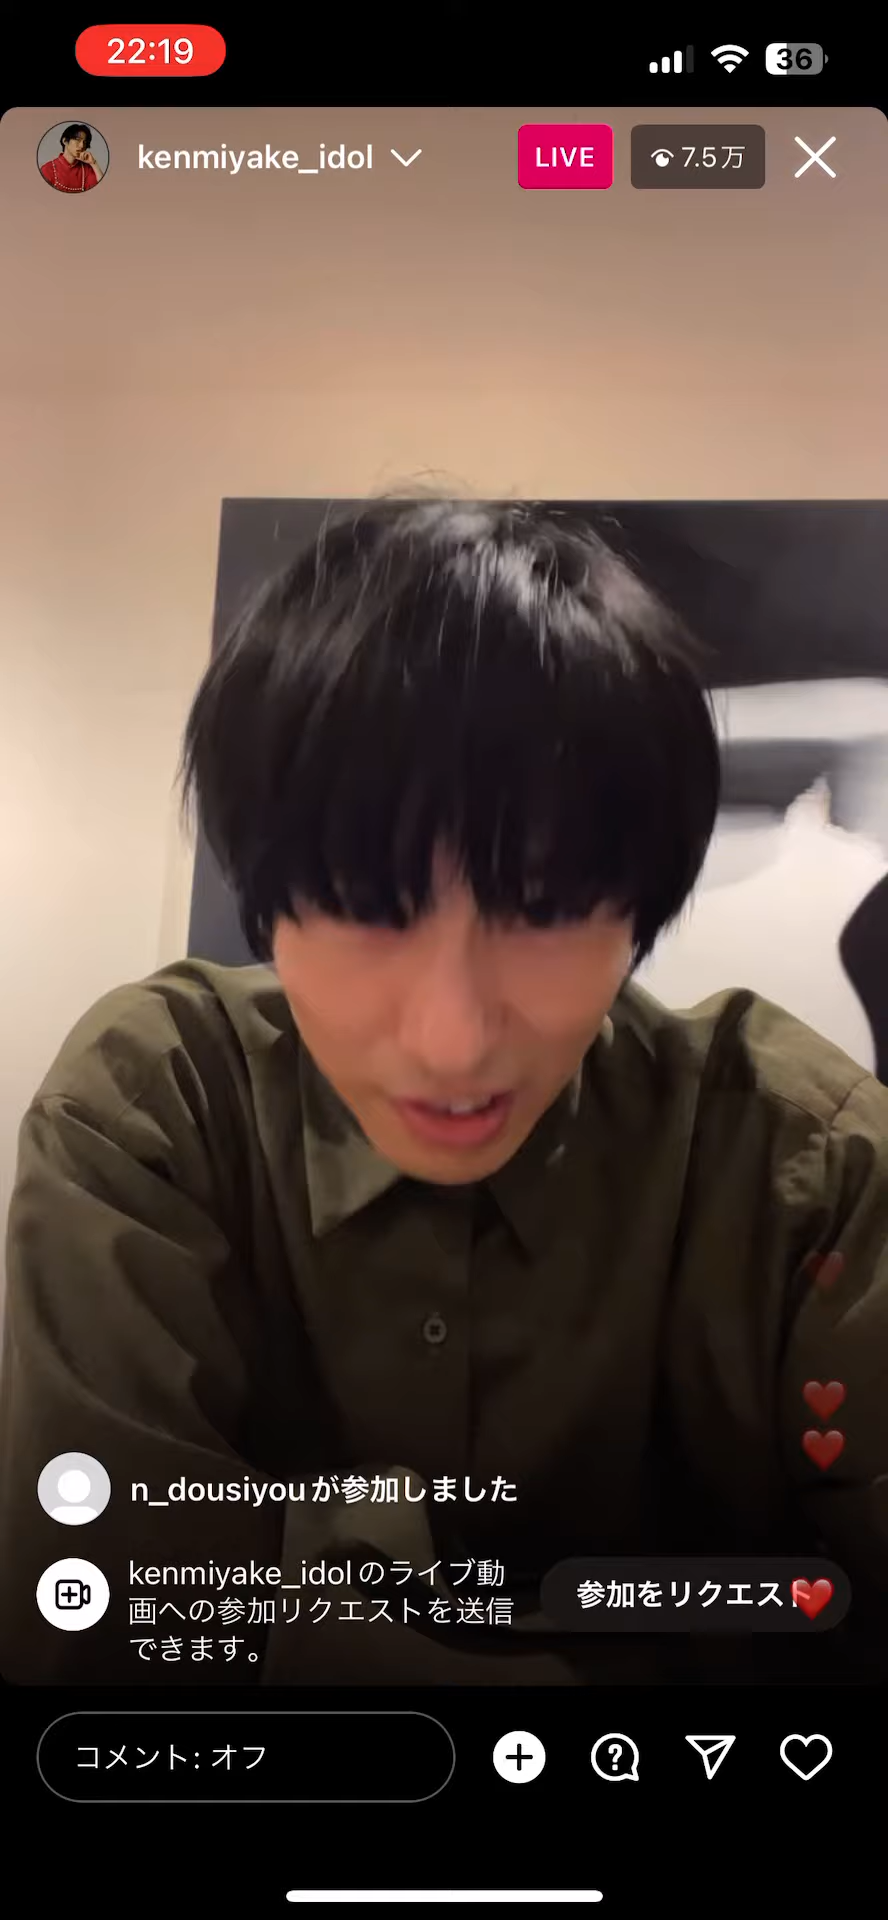 22:19
36
kenmiyake_idol
LIVE
7.5万
n_dousiyouが参加しました
kenmiyake_idolのライブ動
画への参加リクエストを送信
できます。
参加をリクエスト
コメント: オフ